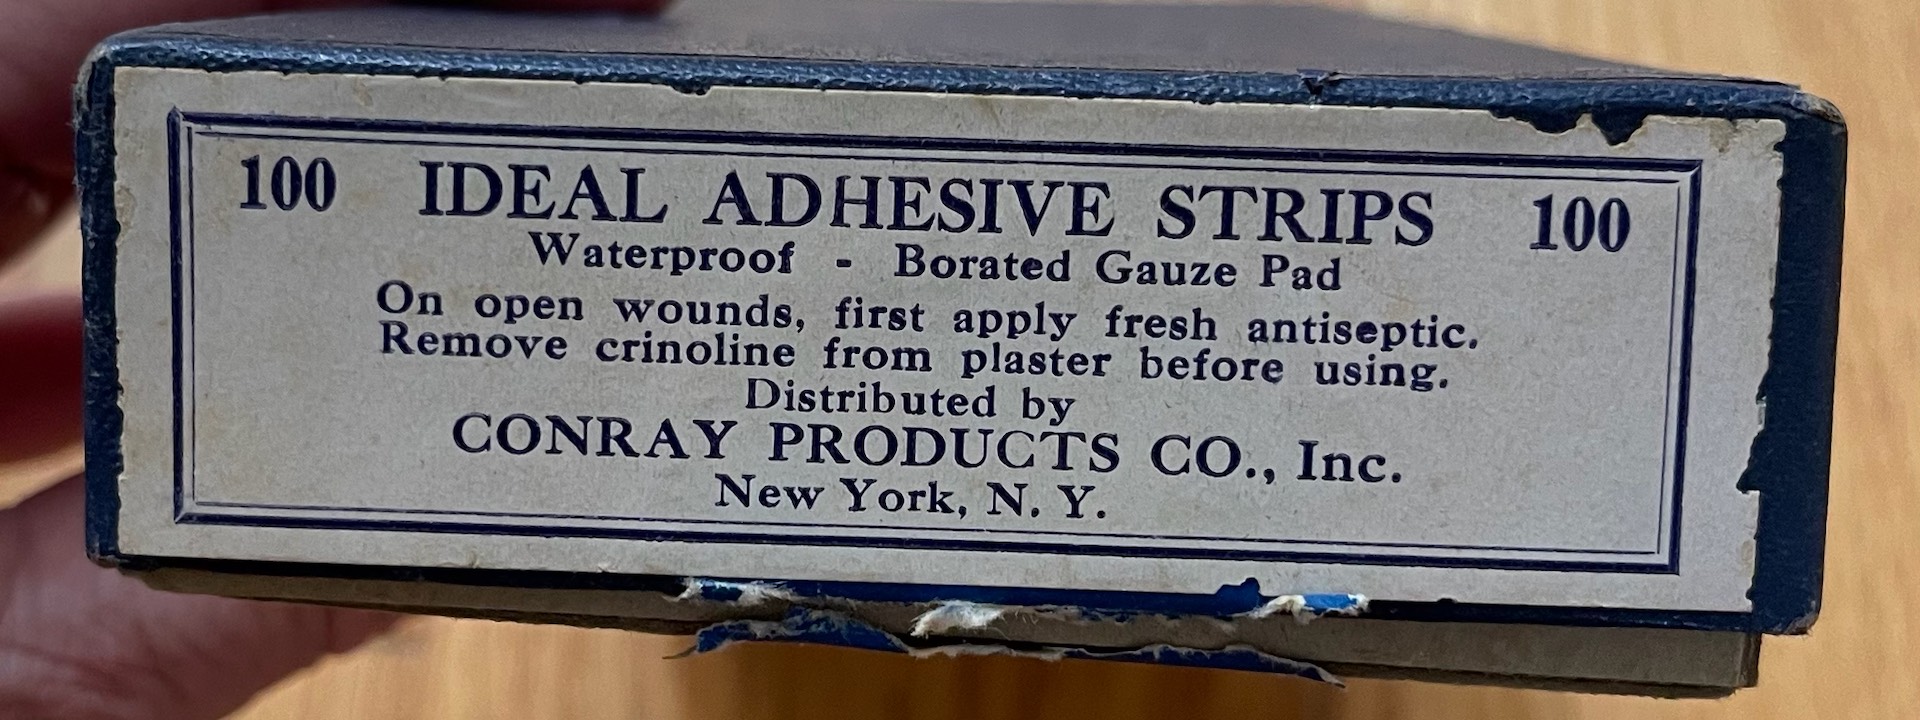 100 IDEAL ADHESIVE STRIPS 100
Waterproof - Borated Gauze Pad
On open wounds, first apply fresh antiseptic.
Remove crinoline from plaster before using.
Distributed by
CONRAY PRODUCTS CO., Inc.
New York, N. Y.